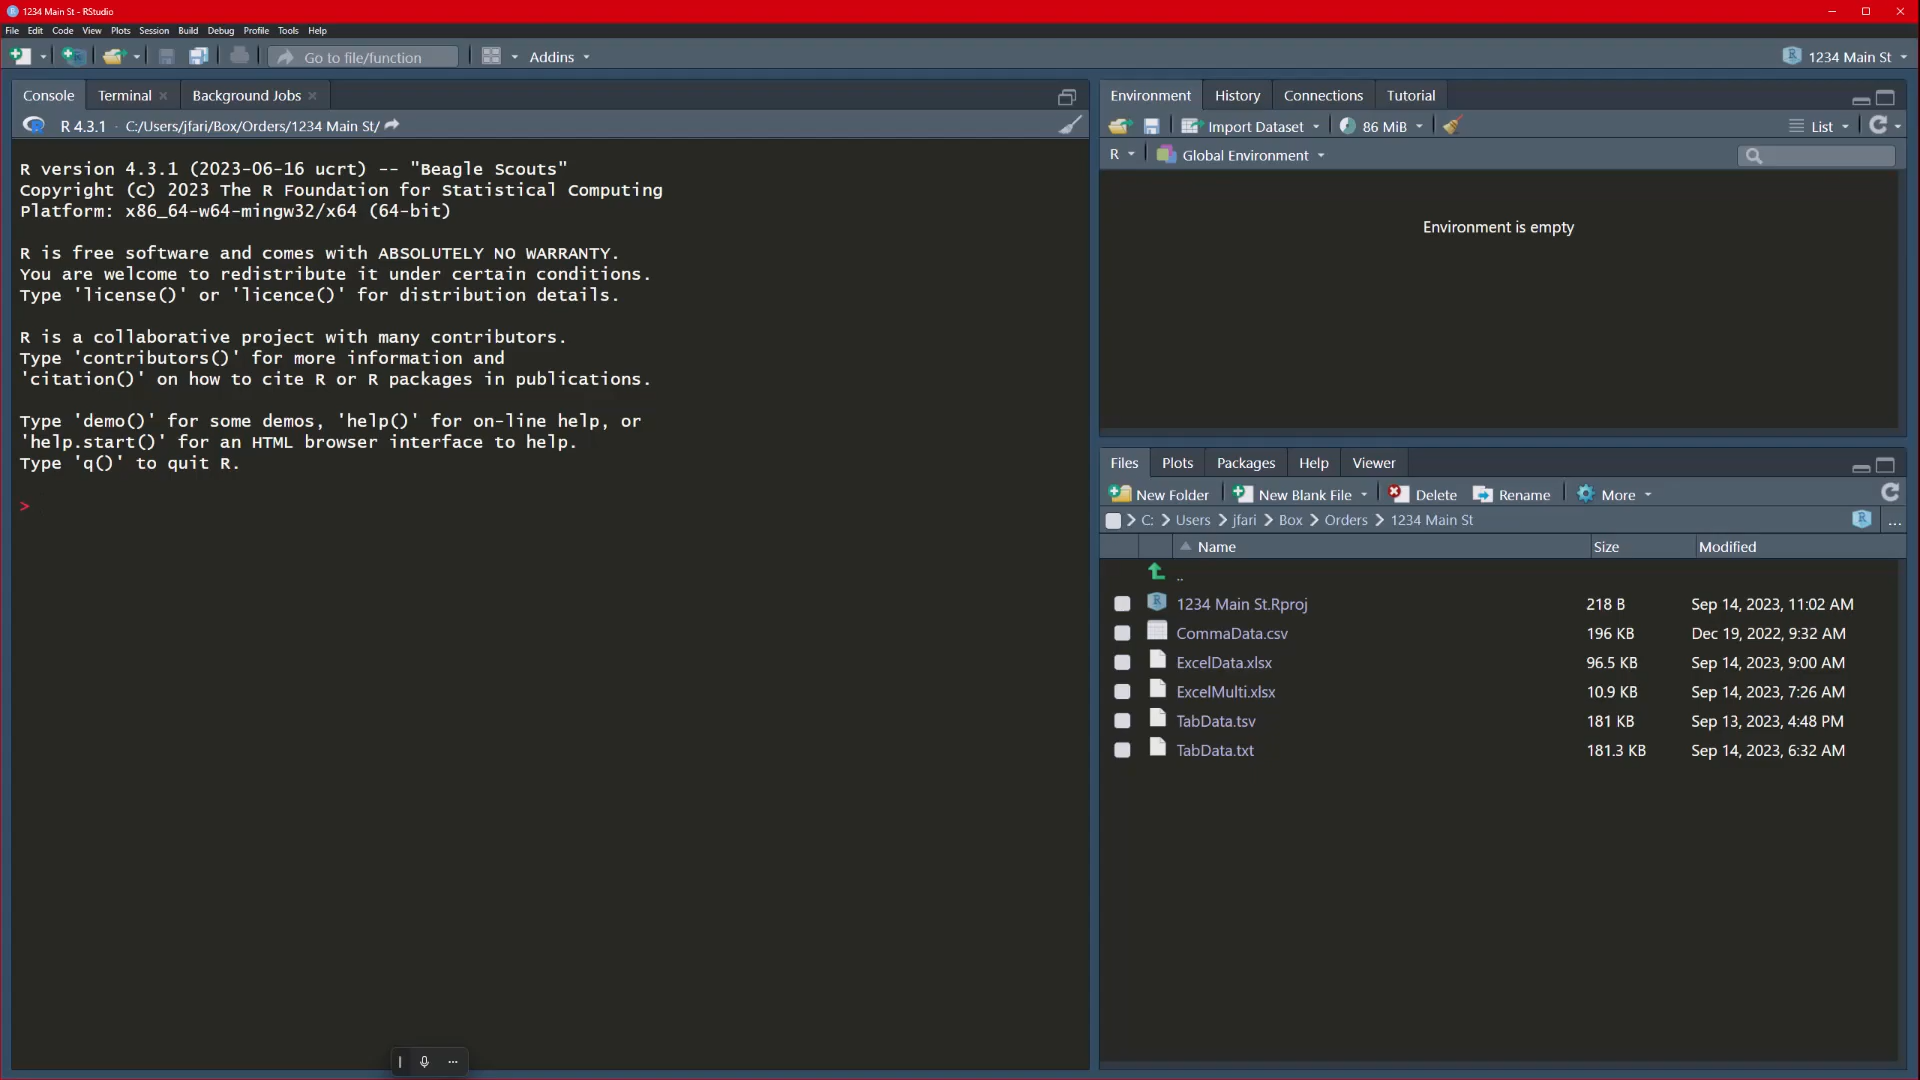 1234 Main St - RStudio
File Edit Code View Plots Session Build Debug Profile Tools Help
Go to file/function Addins 1234 Main St
Console Terminal Background Jobs
R 4.3.1 · C:/Users/jfari/Box/Orders/1234 Main St/
R version 4.3.1 (2023-06-16 ucrt) -- "Beagle Scouts"
Copyright (C) 2023 The R Foundation for Statistical Computing
Platform: x86_64-w64-mingw32/x64 (64-bit)
R is free software and comes with ABSOLUTELY NO WARRANTY.
You are welcome to redistribute it under certain conditions.
Type 'license()' or 'licence()' for distribution details.
R is a collaborative project with many contributors.
Type 'contributors()' for more information and
'citation()' on how to cite R or R packages in publications.
Type 'demo()' for some demos, 'help()' for on-line help, or
'help.start()' for an HTML browser interface to help.
Type 'q()' to quit R.
>
Environment History Connections Tutorial
Import Dataset 86 MiB List
R Global Environment
Environment is empty
Files Plots Packages Help Viewer
New Folder New Blank File Delete Rename More
C: Users jfari Box Orders 1234 Main St ...
Name Size Modified
..
1234 Main St.Rproj 218 B Sep 14, 2023, 11:02 AM
CommaData.csv 196 KB Dec 19, 2022, 9:32 AM
ExcelData.xlsx 96.5 KB Sep 14, 2023, 9:00 AM
ExcelMulti.xlsx 10.9 KB Sep 14, 2023, 7:26 AM
TabData.tsv 181 KB Sep 13, 2023, 4:48 PM
TabData.txt 181.3 KB Sep 14, 2023, 6:32 AM